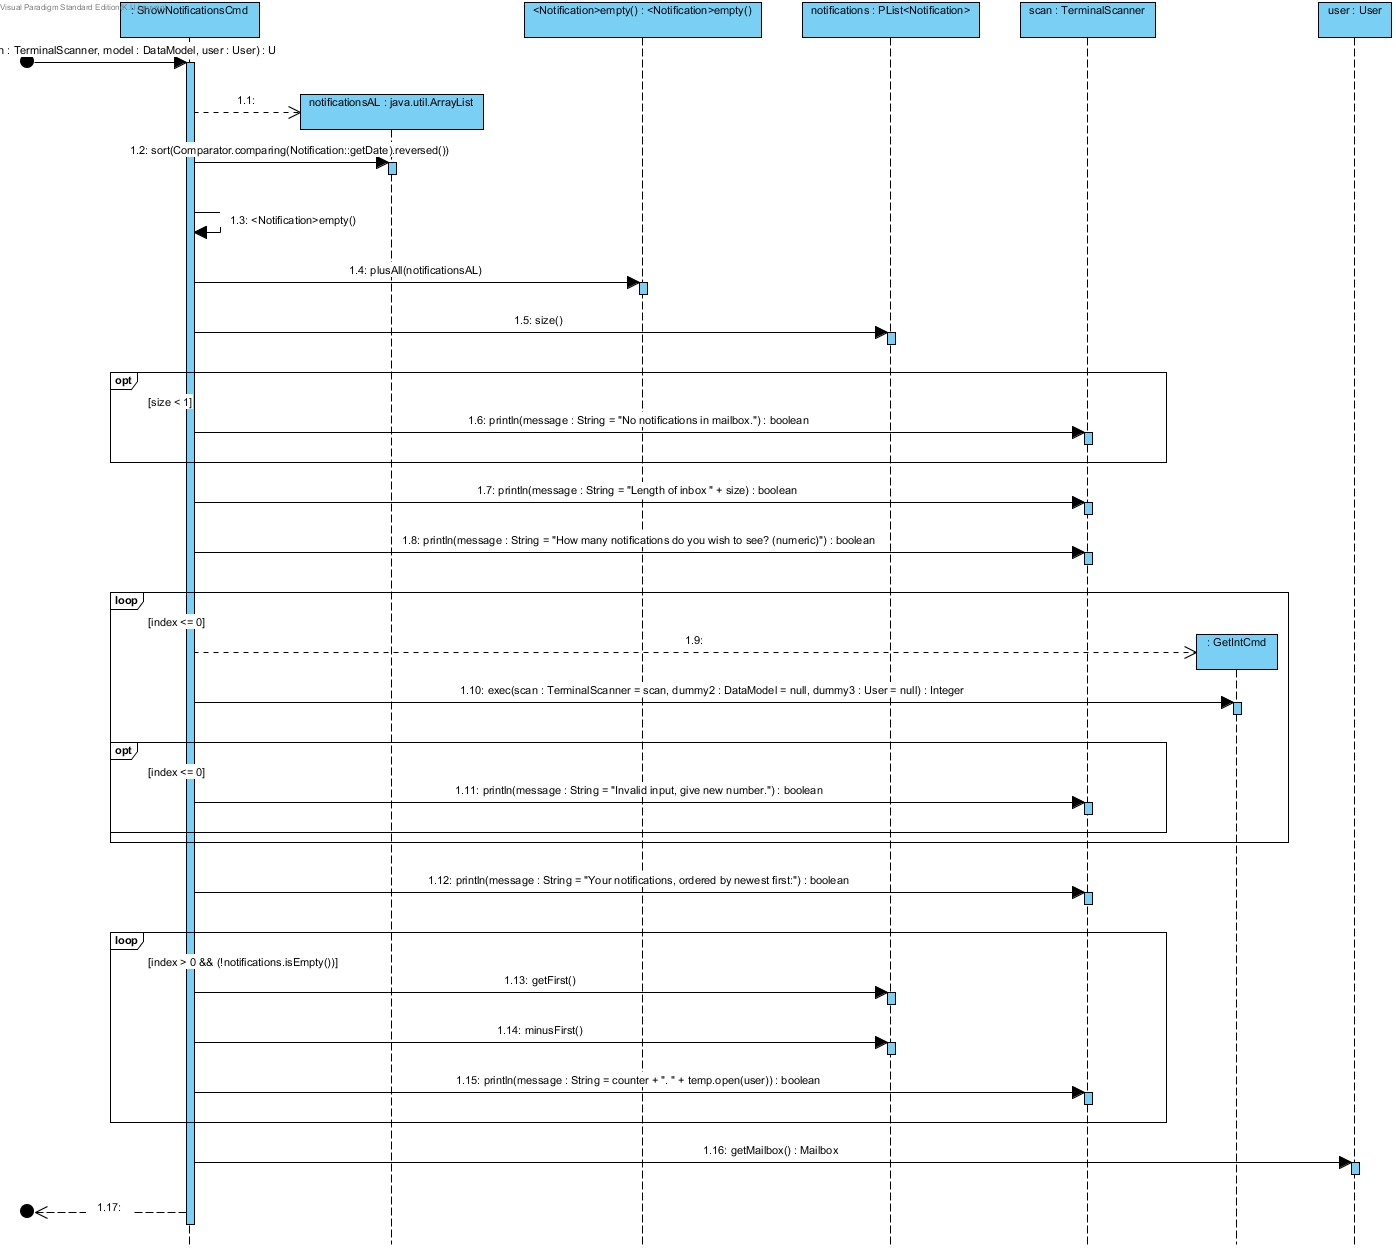 Visual Paradigm Standard Edition
: ShowNotificationsCmd
<Notification>empty() : <Notification>empty()
notifications : PList<Notification>
scan : TerminalScanner
user : User
n : TerminalScanner, model : DataModel, user : User) : U
1.1:
notificationsAL : java.util.ArrayList
1.2: sort(Comparator.comparing(Notification::getDate).reversed())
1.3: <Notification>empty()
1.4: plusAll(notificationsAL)
1.5: size()
opt
[size < 1]
1.6: println(message : String = "No notifications in mailbox.") : boolean
1.7: println(message : String = "Length of inbox " + size) : boolean
1.8: println(message : String = "How many notifications do you wish to see? (numeric)") : boolean
loop
[index <= 0]
1.9:
: GetIntCmd
1.10: exec(scan : TerminalScanner = scan, dummy2 : DataModel = null, dummy3 : User = null) : Integer
opt
[index <= 0]
1.11: println(message : String = "Invalid input, give new number.") : boolean
1.12: println(message : String = "Your notifications, ordered by newest first:") : boolean
loop
[index > 0 && (!notifications.isEmpty())]
1.13: getFirst()
1.14: minusFirst()
1.15: println(message : String = counter + ". " + temp.open(user)) : boolean
1.16: getMailbox() : Mailbox
1.17: